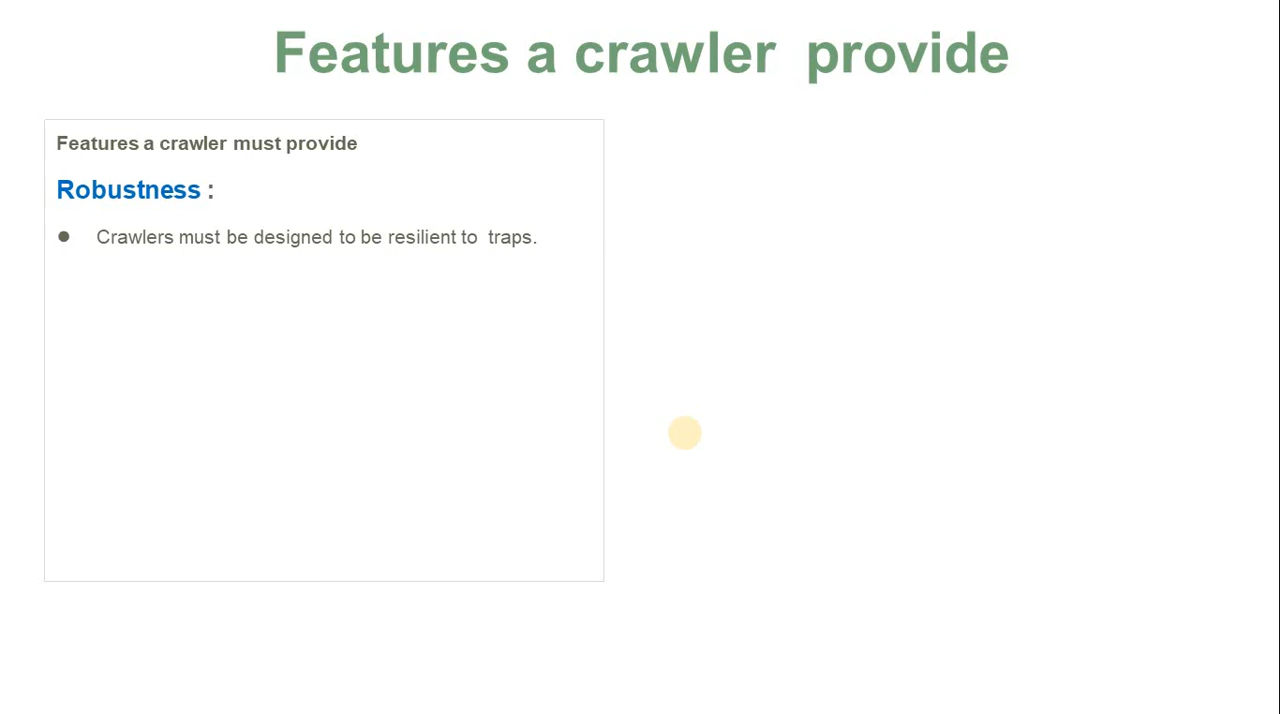 Features a crawler  provide
Features a crawler must provide
Robustness :
● Crawlers must be designed to be resilient to  traps.